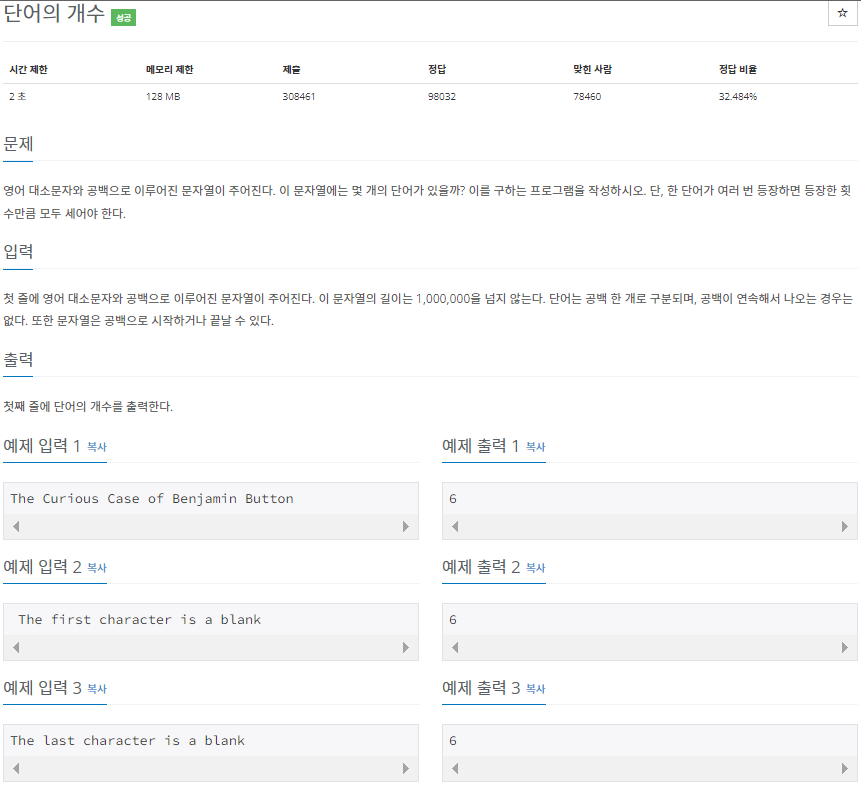 단어의 개수 성공
☆
시간 제한 메모리 제한 제출 정답 맞힌 사람 정답 비율
2 초 128 MB 308461 98032 78460 32.484%
문제
영어 대소문자와 공백으로 이루어진 문자열이 주어진다. 이 문자열에는 몇 개의 단어가 있을까? 이를 구하는 프로그램을 작성하시오. 단, 한 단어가 여러 번 등장하면 등장한 횟
수만큼 모두 세어야 한다.
입력
첫 줄에 영어 대소문자와 공백으로 이루어진 문자열이 주어진다. 이 문자열의 길이는 1,000,000을 넘지 않는다. 단어는 공백 한 개로 구분되며, 공백이 연속해서 나오는 경우는
없다. 또한 문자열은 공백으로 시작하거나 끝날 수 있다.
출력
첫째 줄에 단어의 개수를 출력한다.
예제 입력 1 복사
The Curious Case of Benjamin Button
예제 출력 1 복사
6
예제 입력 2 복사
 The first character is a blank
예제 출력 2 복사
6
예제 입력 3 복사
The last character is a blank
예제 출력 3 복사
6